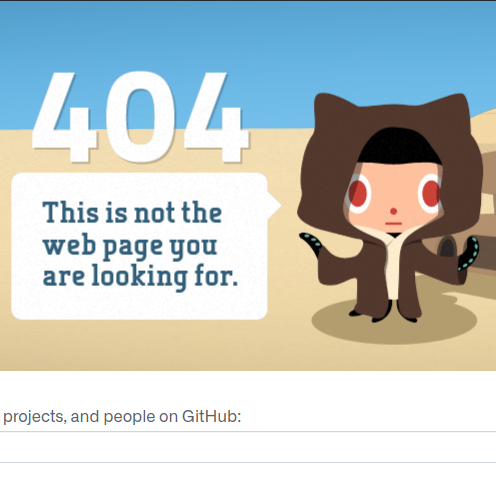 404
This is not the
web page you
are looking for.
projects, and people on GitHub: